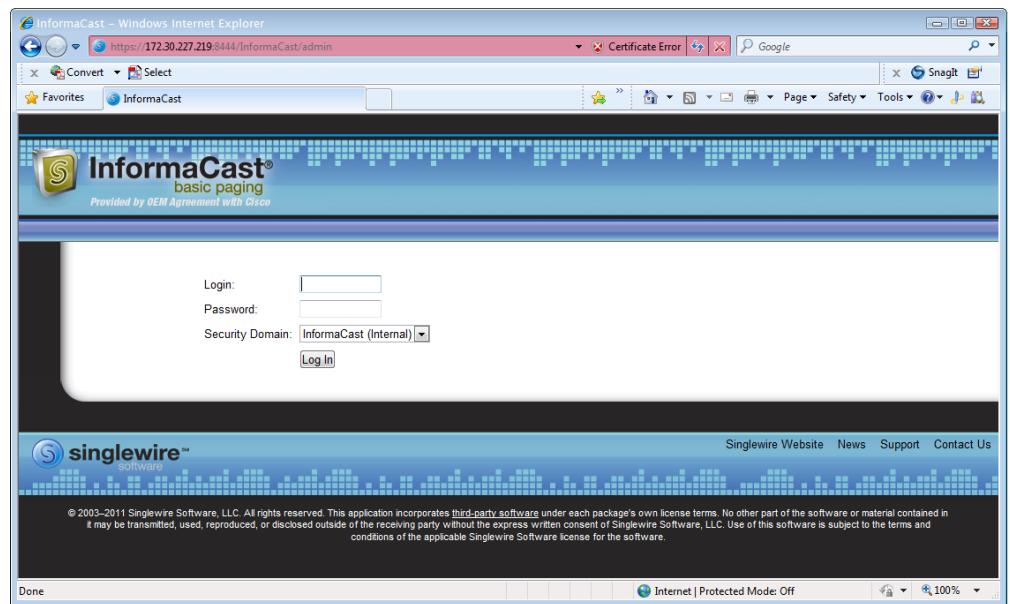 InformaCast – Windows Internet Explorer
https://172.30.227.219:8444/InformaCast/admin
Certificate Error
Google
x Convert Select
x SnagIt
Favorites
InformaCast
Page Safety Tools
InformaCast®
basic paging
Provided by OEM Agreement with Cisco
Login:
Password:
Security Domain: InformaCast (Internal)
Log In
singlewire℠
software
Singlewire Website News Support Contact Us
© 2003–2011 Singlewire Software, LLC. All rights reserved. This application incorporates third-party software under each package's own license terms. No other part of the software or material contained in
it may be transmitted, used, reproduced, or disclosed outside of the receiving party without the express written consent of Singlewire Software, LLC. Use of this software is subject to the terms and
conditions of the applicable Singlewire Software license for the software.
Done
Internet | Protected Mode: Off
100%